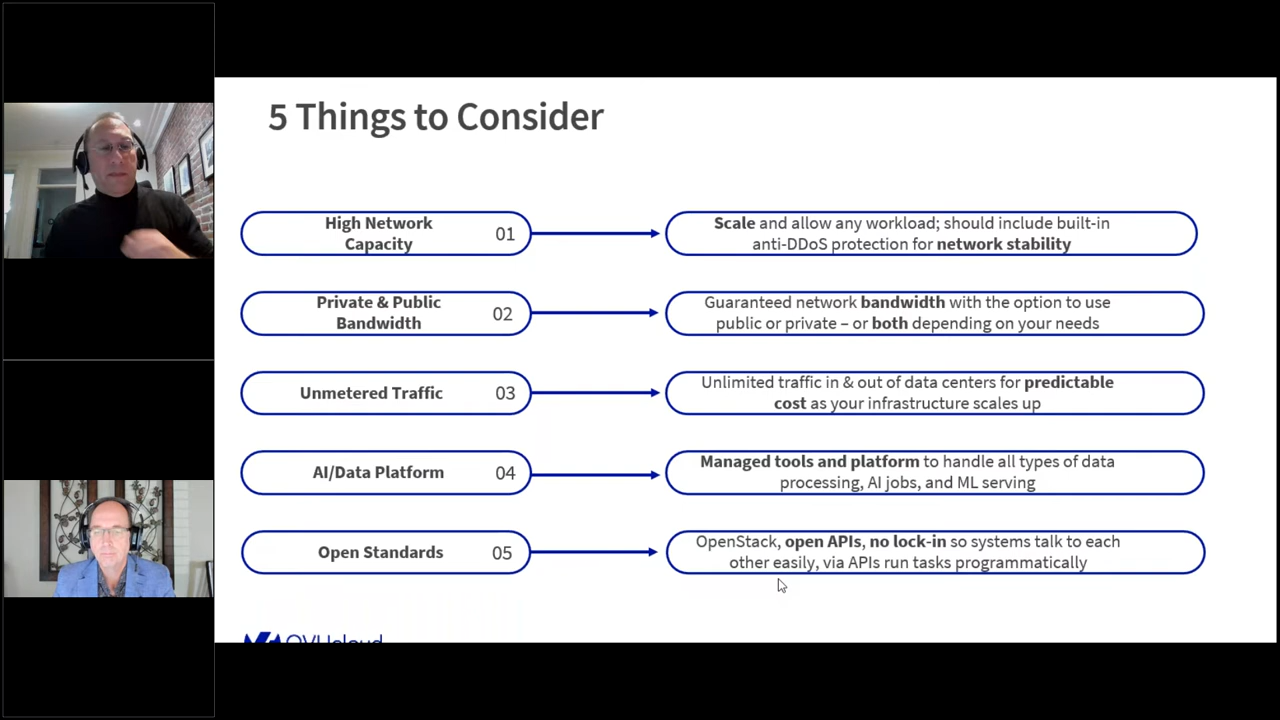 5 Things to Consider
High Network
Capacity
01
Scale and allow any workload; should include built-in
anti-DDoS protection for network stability
Private & Public
Bandwidth
02
Guaranteed network bandwidth with the option to use
public or private – or both depending on your needs
Unmetered Traffic
03
Unlimited traffic in & out of data centers for predictable
cost as your infrastructure scales up
AI/Data Platform
04
Managed tools and platform to handle all types of data
processing, AI jobs, and ML serving
Open Standards
05
OpenStack, open APIs, no lock-in so systems talk to each
other easily, via APIs run tasks programmatically
OVHcloud